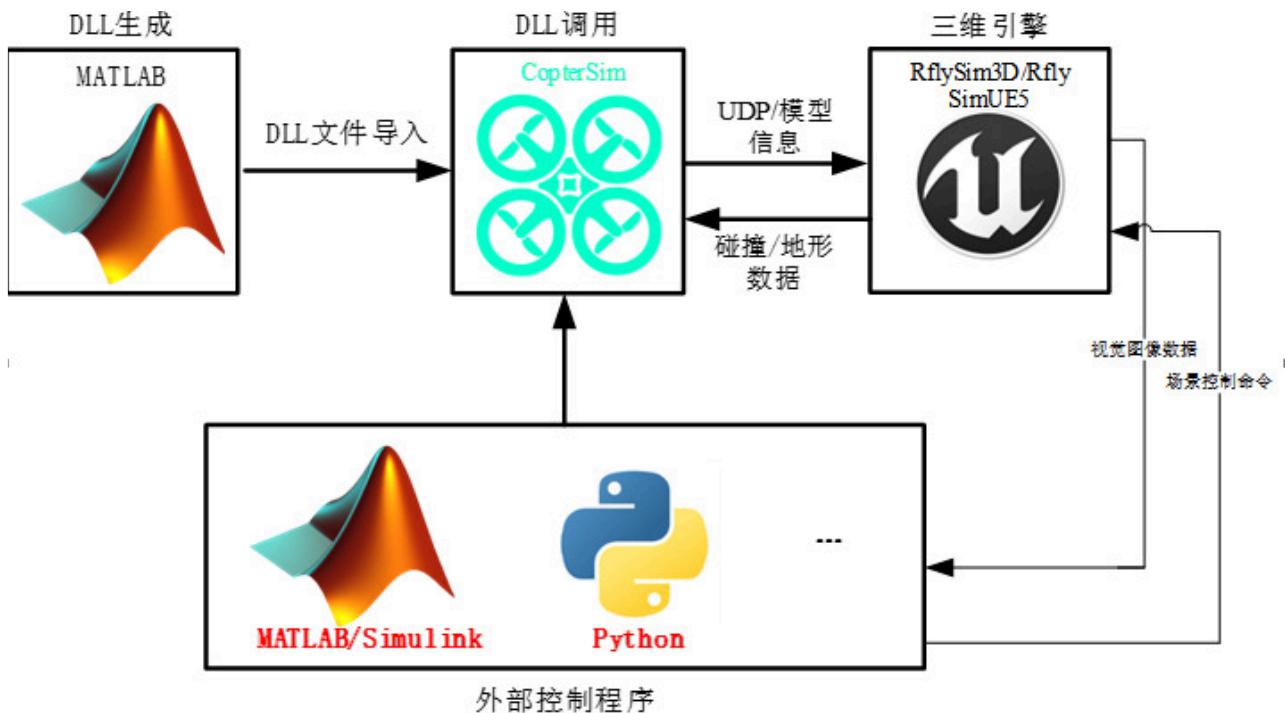 DLL生成
DLL调用
三维引擎
MATLAB
CopterSim
RflySim3D/Rfly
SimUE5
DLL文件导入
UDP/模型
信息
碰撞/地形
数据
视觉图像数据
场景控制命令
MATLAB/Simulink
Python
...
外部控制程序